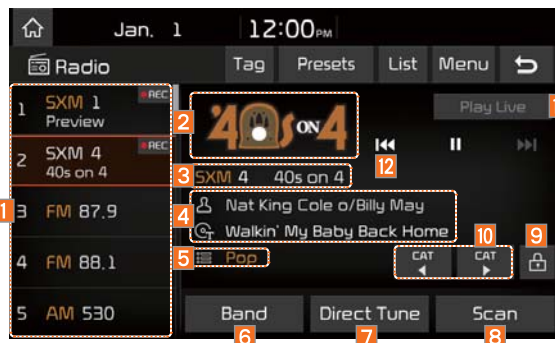 Jan. 1 12:00PM
Radio Tag Presets List Menu
1 SXM 1 REC
Preview
2 SXM 4 REC
40s on 4
3 FM 87.9
4 FM 88.1
5 AM 530
1
2
'40s ON 4
Play Live
12
3
SXM 4 40s on 4
4
Nat King Cole o/Billy May
Walkin' My Baby Back Home
5
Pop
10
CAT CAT
9
Band Direct Tune Scan
6 7 8